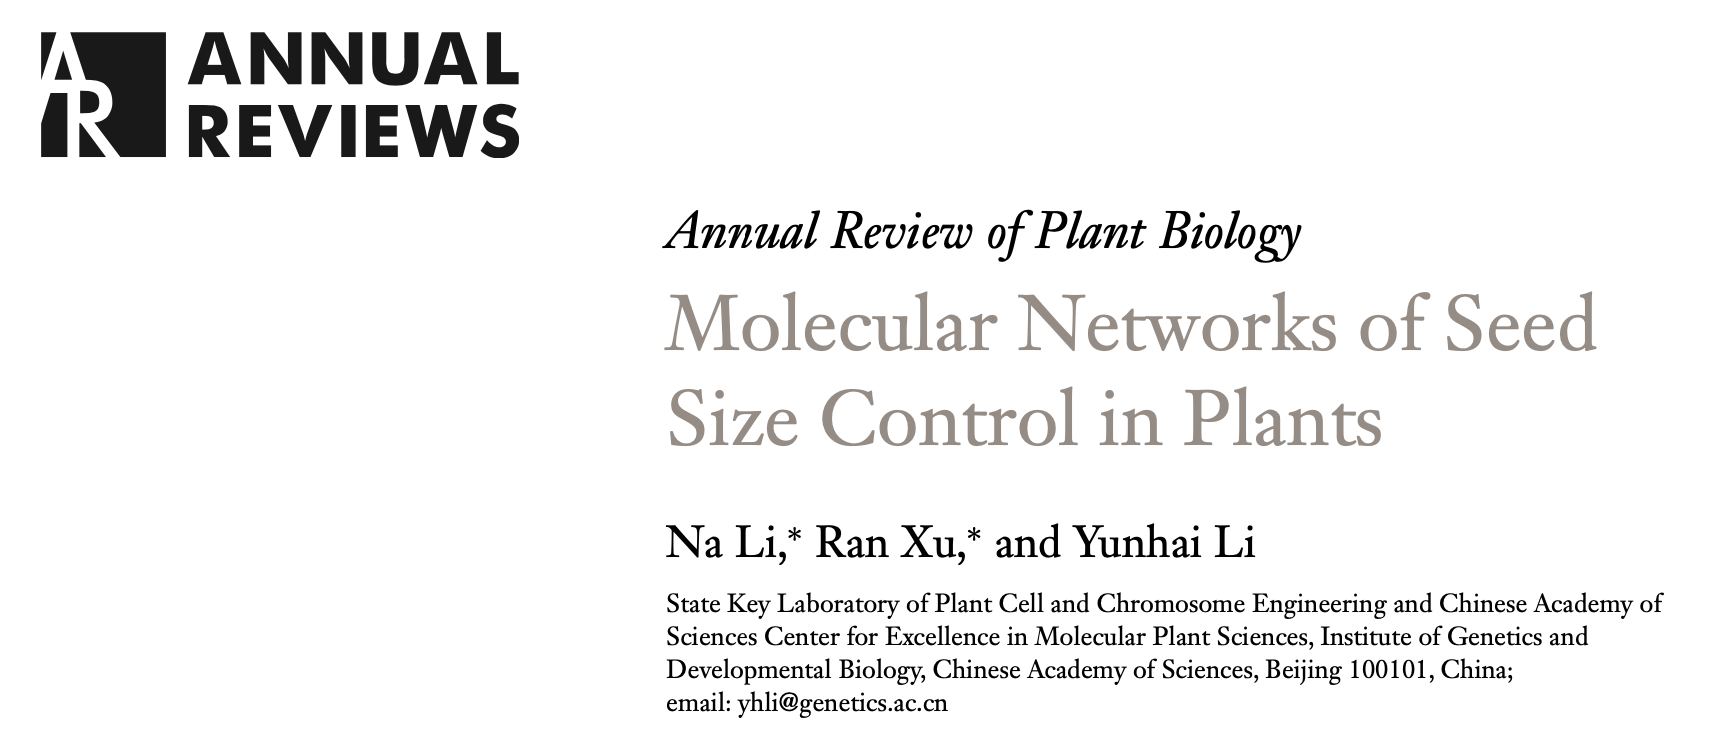 AR
ANNUAL
REVIEWS
Annual Review of Plant Biology
Molecular Networks of Seed
Size Control in Plants
Na Li,* Ran Xu,* and Yunhai Li
State Key Laboratory of Plant Cell and Chromosome Engineering and Chinese Academy of
Sciences Center for Excellence in Molecular Plant Sciences, Institute of Genetics and
Developmental Biology, Chinese Academy of Sciences, Beijing 100101, China;
email: yhli@genetics.ac.cn